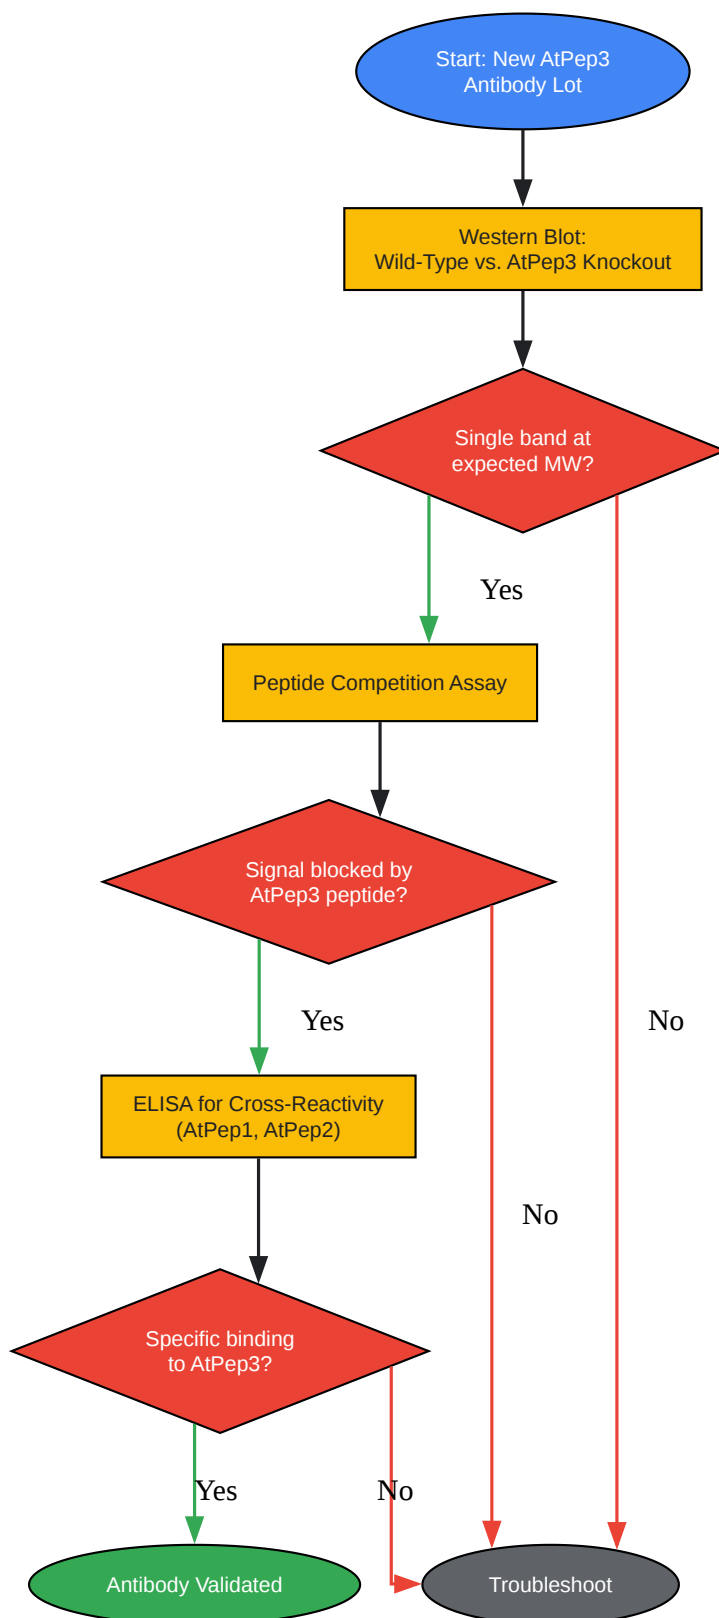 Start: New AtPep3
Antibody Lot
Western Blot:
Wild-Type vs. AtPep3 Knockout
Single band at
expected MW?
Yes
Peptide Competition Assay
Signal blocked by
AtPep3 peptide?
Yes
No
ELISA for Cross-Reactivity
(AtPep1, AtPep2)
No
Specific binding
to AtPep3?
Yes
No
Antibody Validated
Troubleshoot